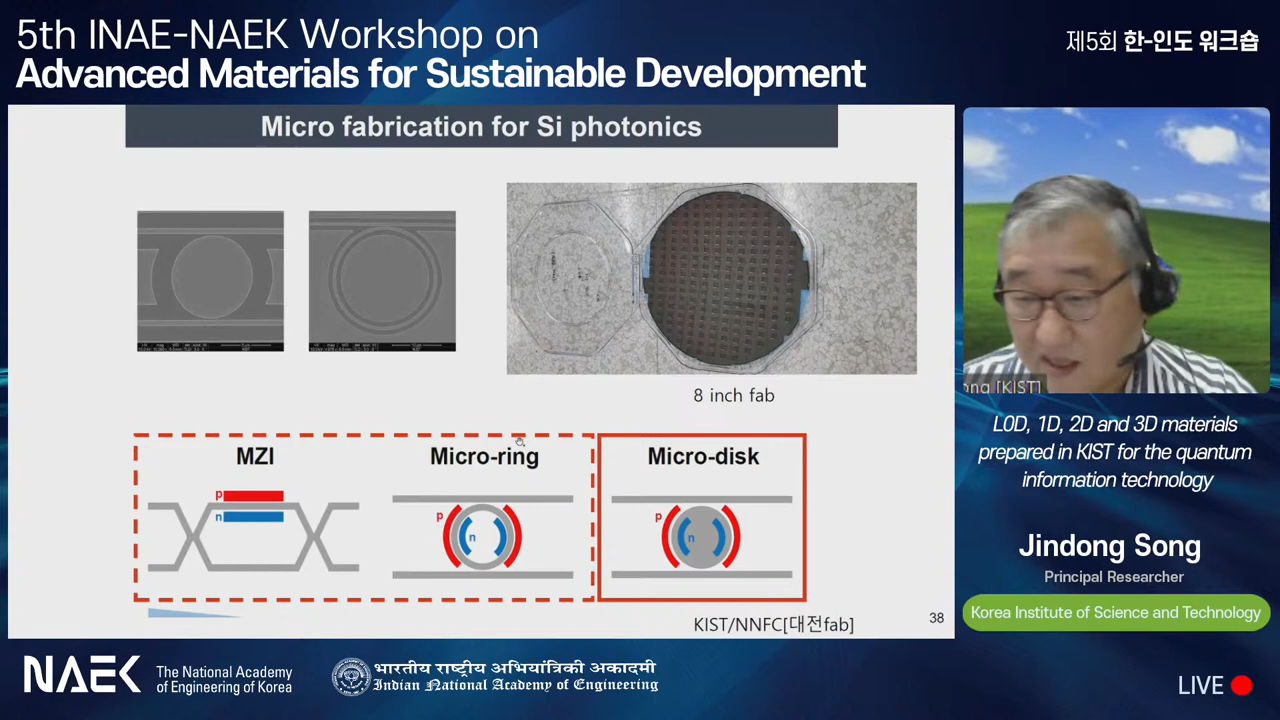 5th INAE-NAEK Workshop on
Advanced Materials for Sustainable Development
제5회 한-인도 워크숍
Micro fabrication for Si photonics
8 inch fab
MZI
Micro-ring
Micro-disk
p
n
p
n
p
n
KIST/NNFC[대전fab]
38
ong [KIST]
L0D, 1D, 2D and 3D materials
prepared in KIST for the quantum
information technology
Jindong Song
Principal Researcher
Korea Institute of Science and Technology
NAEK
The National Academy
of Engineering of Korea
भारतीय राष्ट्रीय अभियांत्रिकी अकादमी
Indian National Academy of Engineering
LIVE